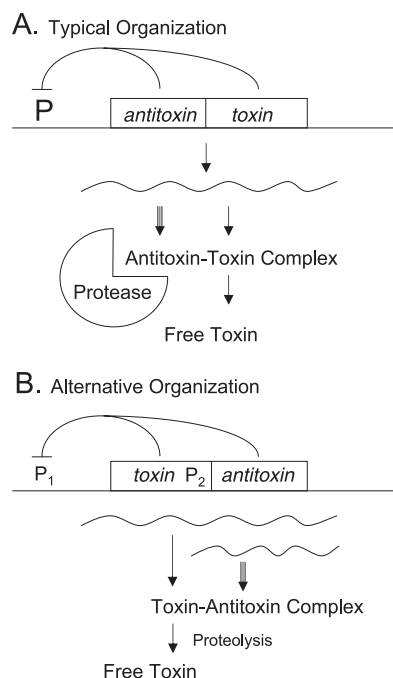 A. Typical Organization
P
antitoxin toxin
Antitoxin-Toxin Complex
Protease
Free Toxin
B. Alternative Organization
P₁ toxin P₂ antitoxin
Toxin-Antitoxin Complex
Proteolysis
Free Toxin